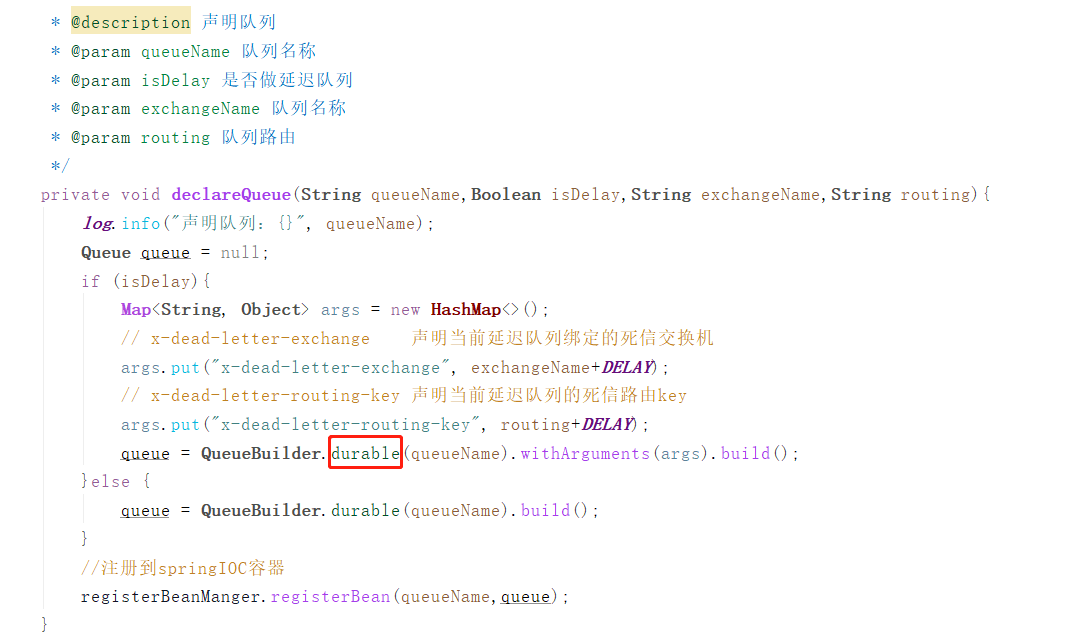 * @description 声明队列
* @param queueName 队列名称
* @param isDelay 是否做延迟队列
* @param exchangeName 队列名称
* @param routing 队列路由
*/
private void declareQueue(String queueName,Boolean isDelay,String exchangeName,String routing){
log.info("声明队列：{}", queueName);
Queue queue = null;
if (isDelay){
Map<String, Object> args = new HashMap<>();
// x-dead-letter-exchange    声明当前延迟队列绑定的死信交换机
args.put("x-dead-letter-exchange", exchangeName+DELAY);
// x-dead-letter-routing-key 声明当前延迟队列的死信路由key
args.put("x-dead-letter-routing-key", routing+DELAY);
queue = QueueBuilder.durable(queueName).withArguments(args).build();
}else {
queue = QueueBuilder.durable(queueName).build();
}
//注册到springIOC容器
registerBeanManger.registerBean(queueName,queue);
}